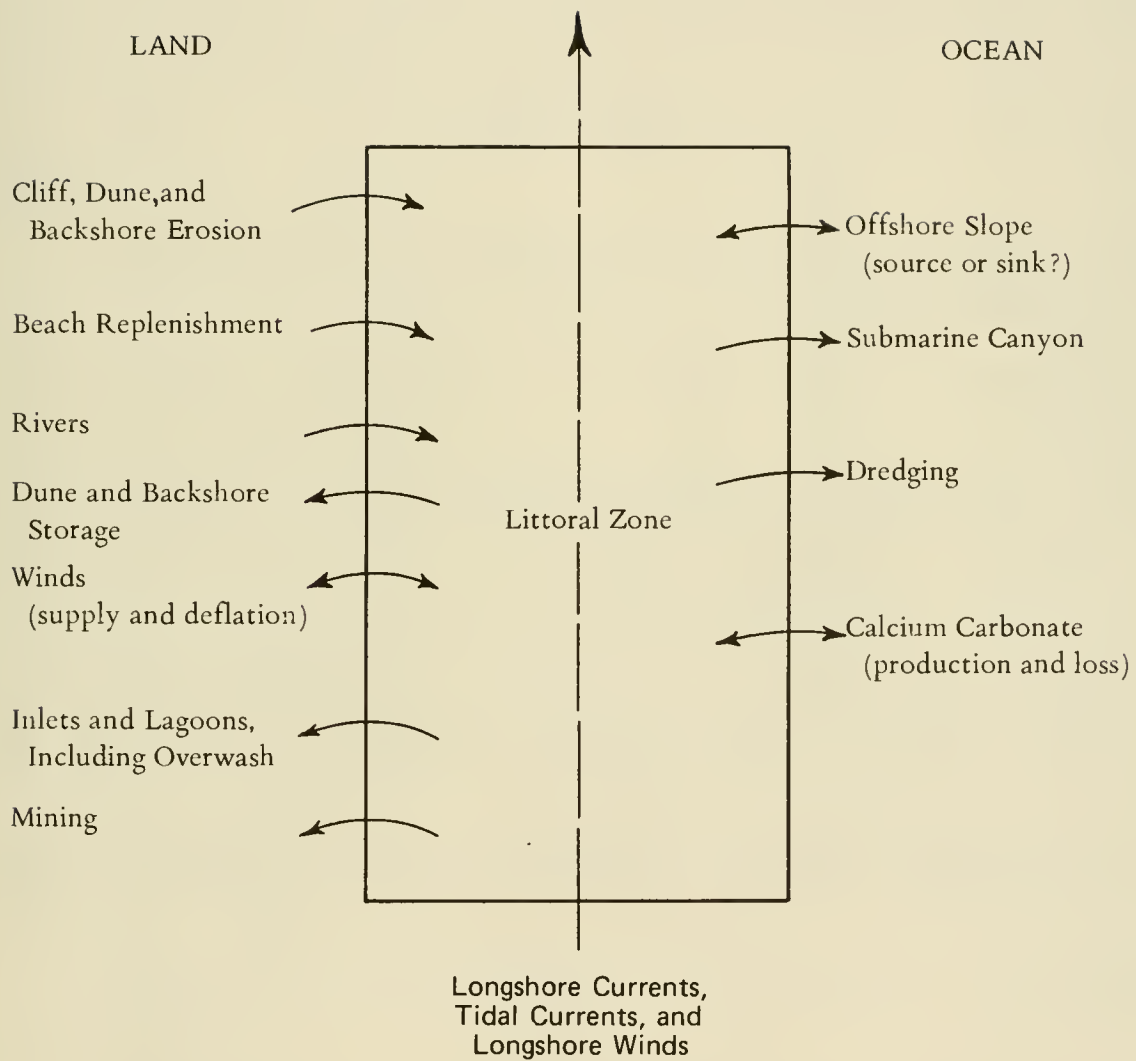 LAND
OCEAN
Cliff, Dune,and
Backshore Erosion
Beach Replenishment
Rivers
Dune and Backshore
Storage
Winds
(supply and deflation)
Inlets and Lagoons,
Including Overwash
Mining
Littoral Zone
Offshore Slope
(source or sink?)
Submarine Canyon
Dredging
Calcium Carbonate
(production and loss)
Longshore Currents,
Tidal Currents, and
Longshore Winds